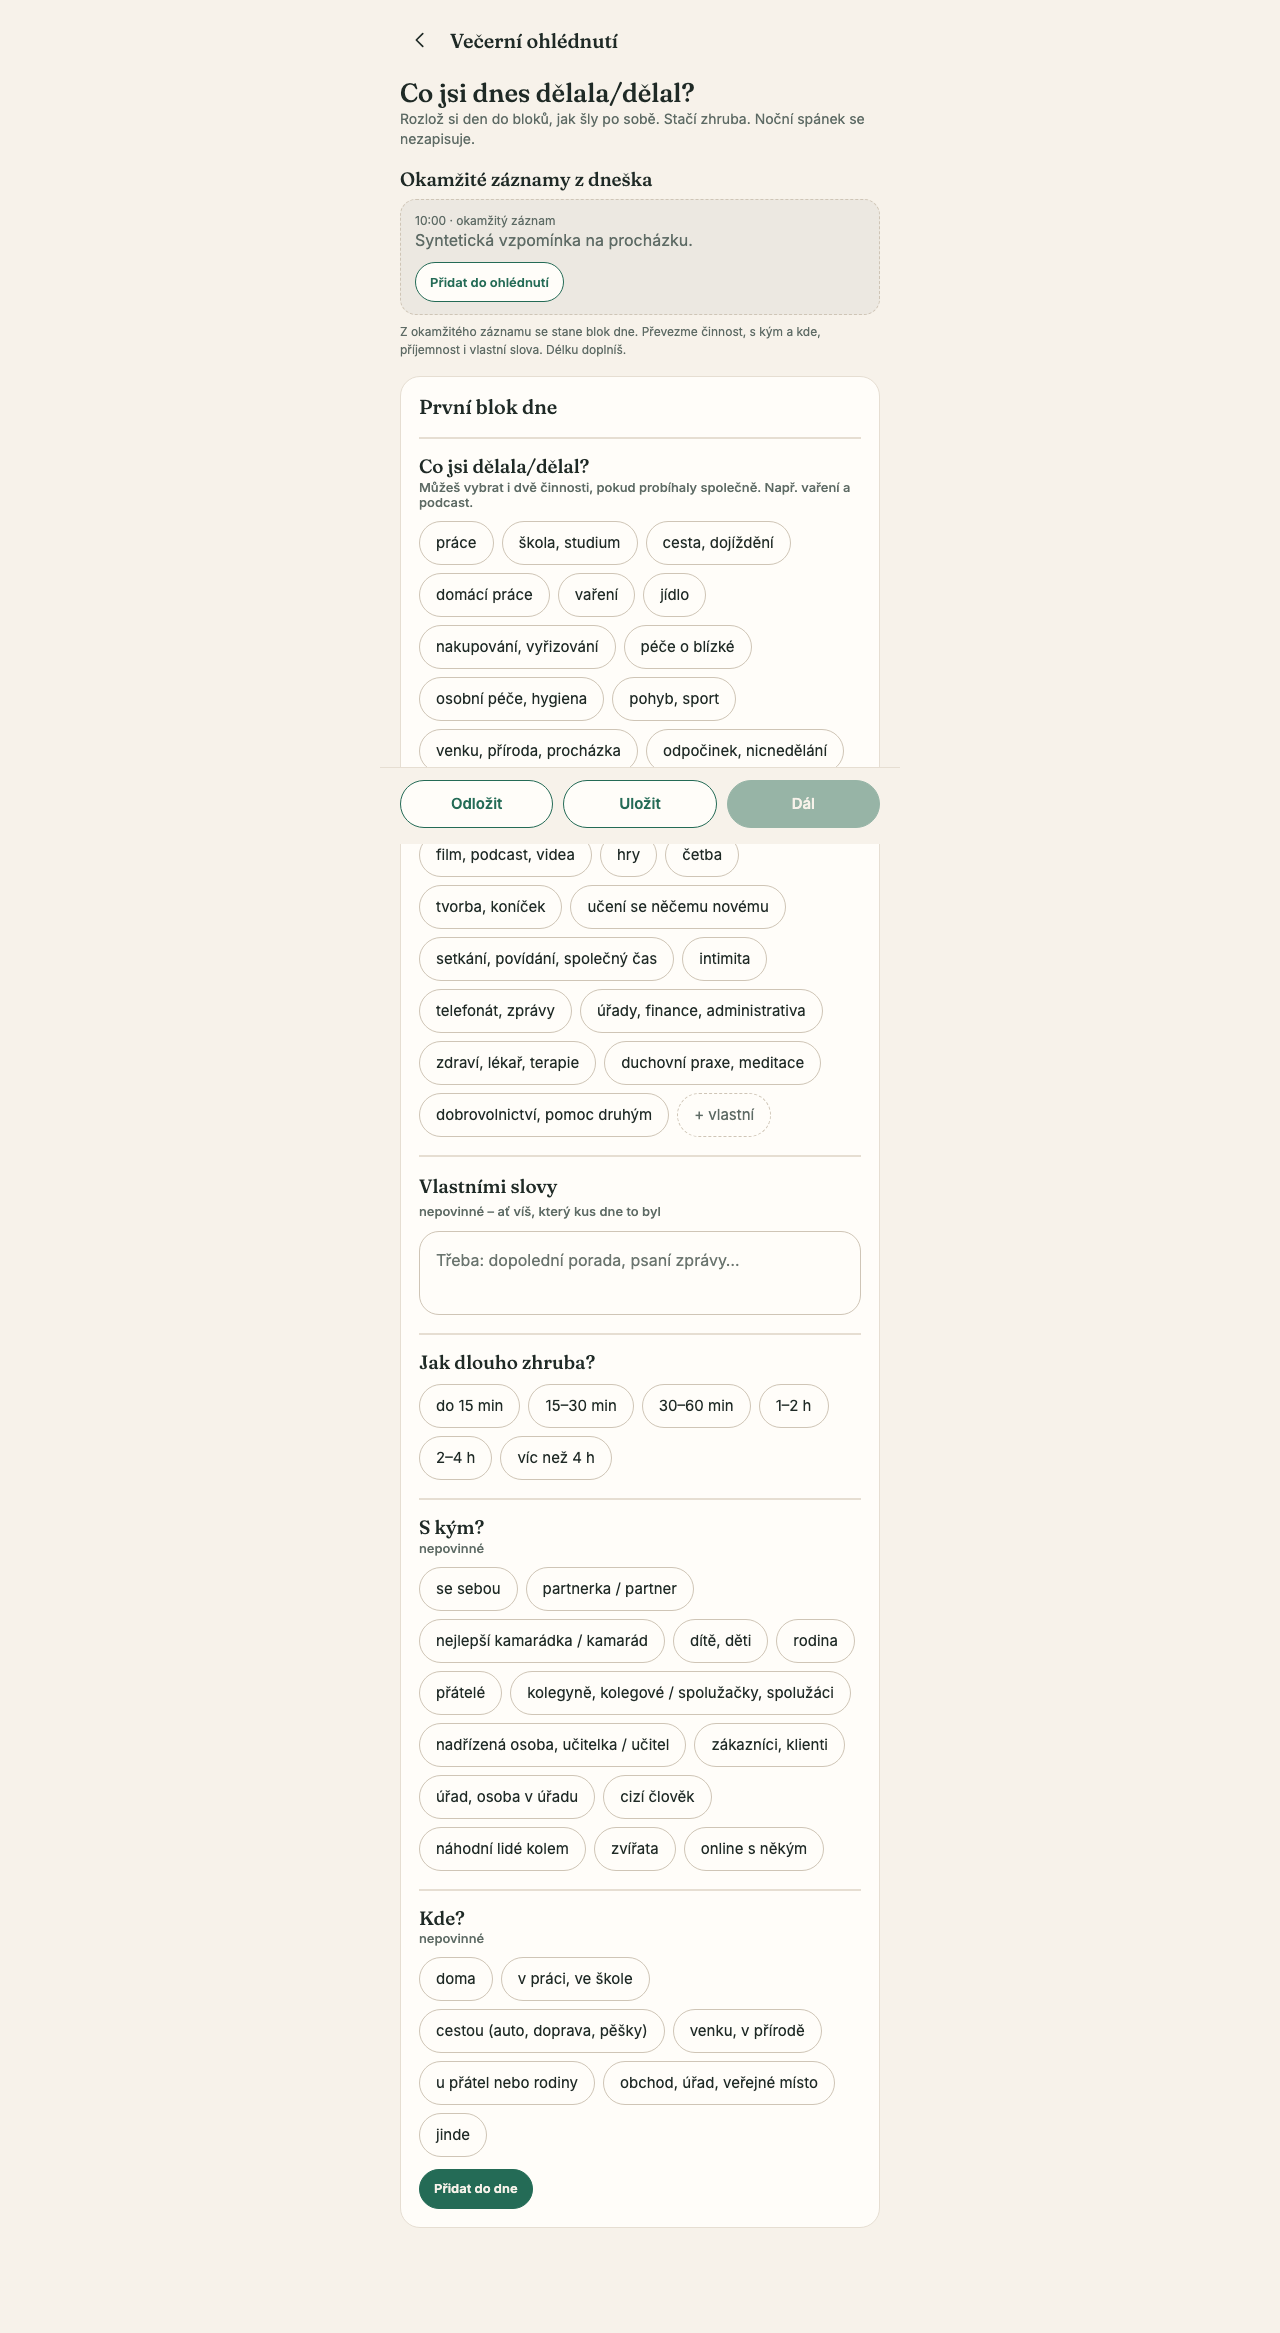 Večerní ohlédnutí
Co jsi dnes dělala/dělal?
Rozlož si den do bloků, jak šly po sobě. Stačí zhruba. Noční spánek se
nezapisuje.
Okamžité záznamy z dneška
10:00 · okamžitý záznam
Syntetická vzpomínka na procházku.
Přidat do ohlédnutí
Z okamžitého záznamu se stane blok dne. Převezme činnost, s kým a kde,
příjemnost i vlastní slova. Délku doplníš.
První blok dne
Co jsi dělala/dělal?
Můžeš vybrat i dvě činnosti, pokud probíhaly společně. Např. vaření a
podcast.
práce škola, studium cesta, dojíždění
domácí práce vaření jídlo
nakupování, vyřizování péče o blízké
osobní péče, hygiena pohyb, sport
venku, příroda, procházka odpočinek, nicnedělání
Odložit Uložit Dál
film, podcast, videa hry četba
tvorba, koníček učení se něčemu novému
setkání, povídání, společný čas intimita
telefonát, zprávy úřady, finance, administrativa
zdraví, lékař, terapie duchovní praxe, meditace
dobrovolnictví, pomoc druhým + vlastní
Vlastními slovy
nepovinné – ať víš, který kus dne to byl
Třeba: dopolední porada, psaní zprávy…
Jak dlouho zhruba?
do 15 min 15–30 min 30–60 min 1–2 h
2–4 h víc než 4 h
S kým?
nepovinné
se sebou partnerka / partner
nejlepší kamarádka / kamarád dítě, děti rodina
přátelé kolegyně, kolegové / spolužačky, spolužáci
nadřízená osoba, učitelka / učitel zákazníci, klienti
úřad, osoba v úřadu cizí člověk
náhodní lidé kolem zvířata online s někým
Kde?
nepovinné
doma v práci, ve škole
cestou (auto, doprava, pěšky) venku, v přírodě
u přátel nebo rodiny obchod, úřad, veřejné místo
jinde
Přidat do dne